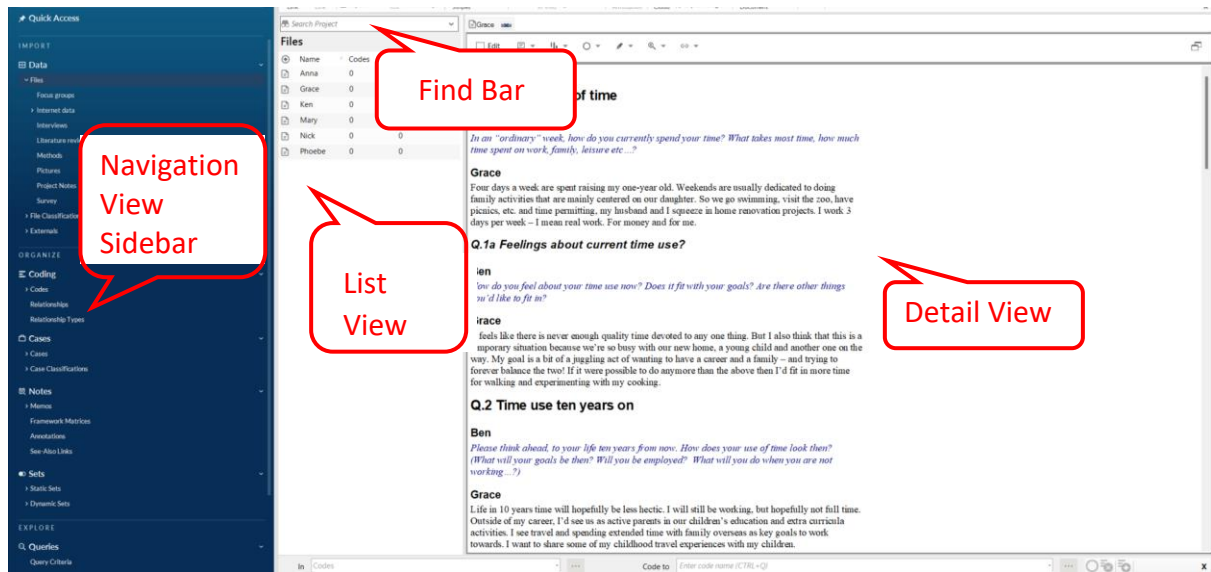 Quick Access
IMPORT
Data
Files
Focus groups
Internet data
Interviews
Literature
Methods
Pictures
Project Notes
Survey
File Classification
Externals
ORGANIZE
Coding
Codes
Relationships
Relationship Types
Cases
Cases
Case Classifications
Notes
Memos
Framework Matrices
Annotations
See-Also Links
Sets
Static Sets
Dynamic Sets
EXPLORE
Queries
Query Criteria
Navigation
View
Sidebar
Search Project
Files
Name Codes
Anna 0
Grace 0
Ken 0
Mary 0
Nick 0 0
Phoebe 0 0
Find Bar
List
View
Detail View
Grace
Edit
of time
In an "ordinary" week, how do you currently spend your time? What takes most time, how much
time spent on work, family, leisure etc…?
Grace
Four days a week are spent raising my one-year old. Weekends are usually dedicated to doing
family activities that are mainly centered on our daughter. So we go swimming, visit the zoo, have
picnics, etc. and time permitting, my husband and I squeeze in home renovation projects. I work 3
days per week – I mean real work. For money and for me.
Q.1a Feelings about current time use?
en
ow do you feel about your time use now? Does it fit with your goals? Are there other things
ou'd like to fit in?
race
feels like there is never enough quality time devoted to any one thing. But I also think that this is a
mporary situation because we're so busy with our new home, a young child and another one on the
way. My goal is a bit of a juggling act of wanting to have a career and a family – and trying to
forever balance the two! If it were possible to do anymore than the above then I'd fit in more time
for walking and experimenting with my cooking.
Q.2 Time use ten years on
Ben
Please think ahead, to your life ten years from now. How does your use of time look then?
(What will your goals be then? Will you be employed? What will you do when you are not
working…?)
Grace
Life in 10 years time will hopefully be less hectic. I will still be working, but hopefully not full time.
Outside of my career, I'd see us as active parents in our children's education and extra curricula
activities. I see travel and spending extended time with family overseas as key goals to work
towards. I want to share some of my childhood travel experiences with my children.
In Codes
Code to Enter code name (CTRL+Q)
X